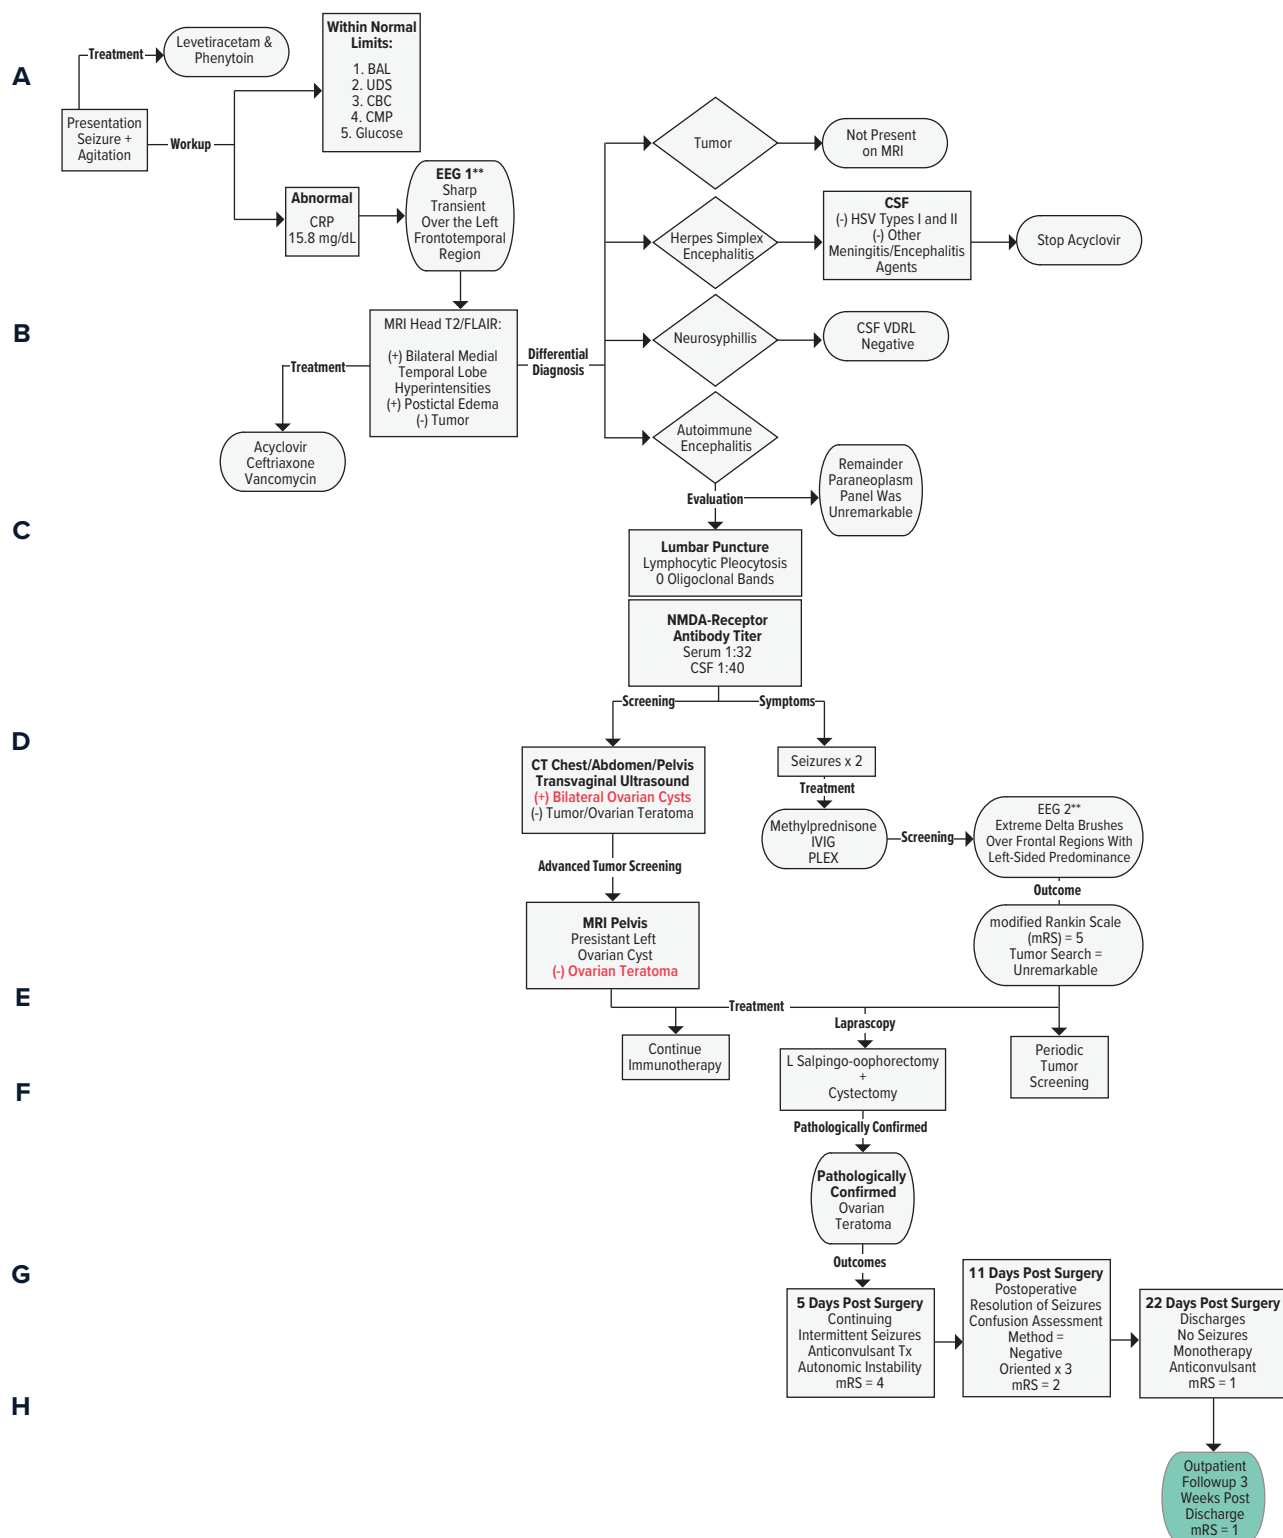 A
Treatment
Levetiracetam &
Phenytoin
Within Normal
Limits:
1. BAL
2. UDS
3. CBC
4. CMP
5. Glucose
Presentation
Seizure +
Agitation
Workup
Abnormal
CRP
15.8 mg/dL
EEG 1**
Sharp
Transient
Over the Left
Frontotemporal
Region
Tumor
Not Present
on MRI
Herpes Simplex
Encephalitis
CSF
(-) HSV Types I and II
(-) Other
Meningitis/Encephalitis
Agents
Stop Acyclovir
B
MRI Head T2/FLAIR:
(+) Bilateral Medial
Temporal Lobe
Hyperintensities
(+) Postictal Edema
(-) Tumor
Treatment
Acyclovir
Ceftriaxone
Vancomycin
Differential
Diagnosis
Neurosyphillis
CSF VDRL
Negative
Autoimmune
Encephalitis
Evaluation
Remainder
Paraneoplasm
Panel Was
Unremarkable
C
Lumbar Puncture
Lymphocytic Pleocytosis
0 Oligoclonal Bands
NMDA-Receptor
Antibody Titer
Serum 1:32
CSF 1:40
Screening
Symptoms
D
CT Chest/Abdomen/Pelvis
Transvaginal Ultrasound
(+) Bilateral Ovarian Cysts
(-) Tumor/Ovarian Teratoma
Seizures x 2
Treatment
Methylprednisone
IVIG
PLEX
Screening
EEG 2**
Extreme Delta Brushes
Over Frontal Regions With
Left-Sided Predominance
Advanced Tumor Screening
Outcome
MRI Pelvis
Presistant Left
Ovarian Cyst
(-) Ovarian Teratoma
modified Rankin Scale
(mRS) = 5
Tumor Search =
Unremarkable
E
Treatment
Laprascopy
Continue
Immunotherapy
L Salpingo-oophorectomy
+
Cystectomy
Periodic
Tumor
Screening
F
Pathologically Confirmed
Pathologically
Confirmed
Ovarian
Teratoma
Outcomes
G
5 Days Post Surgery
Continuing
Intermittent Seizures
Anticonvulsant Tx
Autonomic Instability
mRS = 4
11 Days Post Surgery
Postoperative
Resolution of Seizures
Confusion Assessment
Method =
Negative
Oriented x 3
mRS = 2
22 Days Post Surgery
Discharges
No Seizures
Monotherapy
Anticonvulsant
mRS = 1
H
Outpatient
Followup 3
Weeks Post
Discharge
mRS = 1